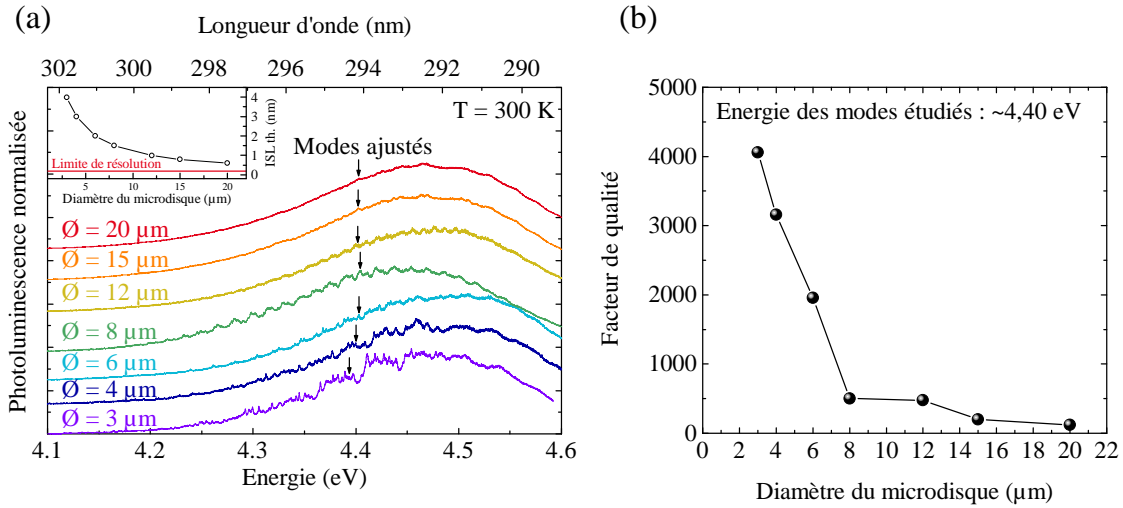 (a)
Longueur d'onde (nm)
302 300 298 296 294 292 290
T = 300 K
Modes ajustés
4
3
2
1
0
ISL th. (nm)
Limite de résolution
5 10 15 20
Diamètre du microdisque (µm)
Ø = 20 µm
Ø = 15 µm
Ø = 12 µm
Ø = 8 µm
Ø = 6 µm
Ø = 4 µm
Ø = 3 µm
Photoluminescence normalisée
4.1 4.2 4.3 4.4 4.5 4.6
Energie (eV)
(b)
Energie des modes étudiés : ~4,40 eV
5000
4000
3000
2000
1000
0
Facteur de qualité
0 2 4 6 8 10 12 14 16 18 20 22
Diamètre du microdisque (µm)